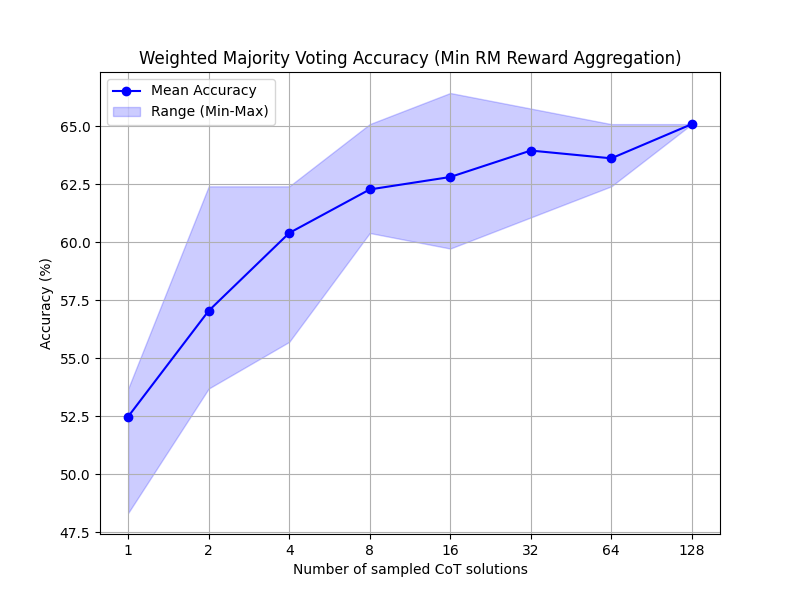 Weighted Majority Voting Accuracy (Min RM Reward Aggregation)
Mean Accuracy
Range (Min-Max)
Accuracy (%)
65.0
62.5
60.0
57.5
55.0
52.5
50.0
47.5
1 2 4 8 16 32 64 128
Number of sampled CoT solutions